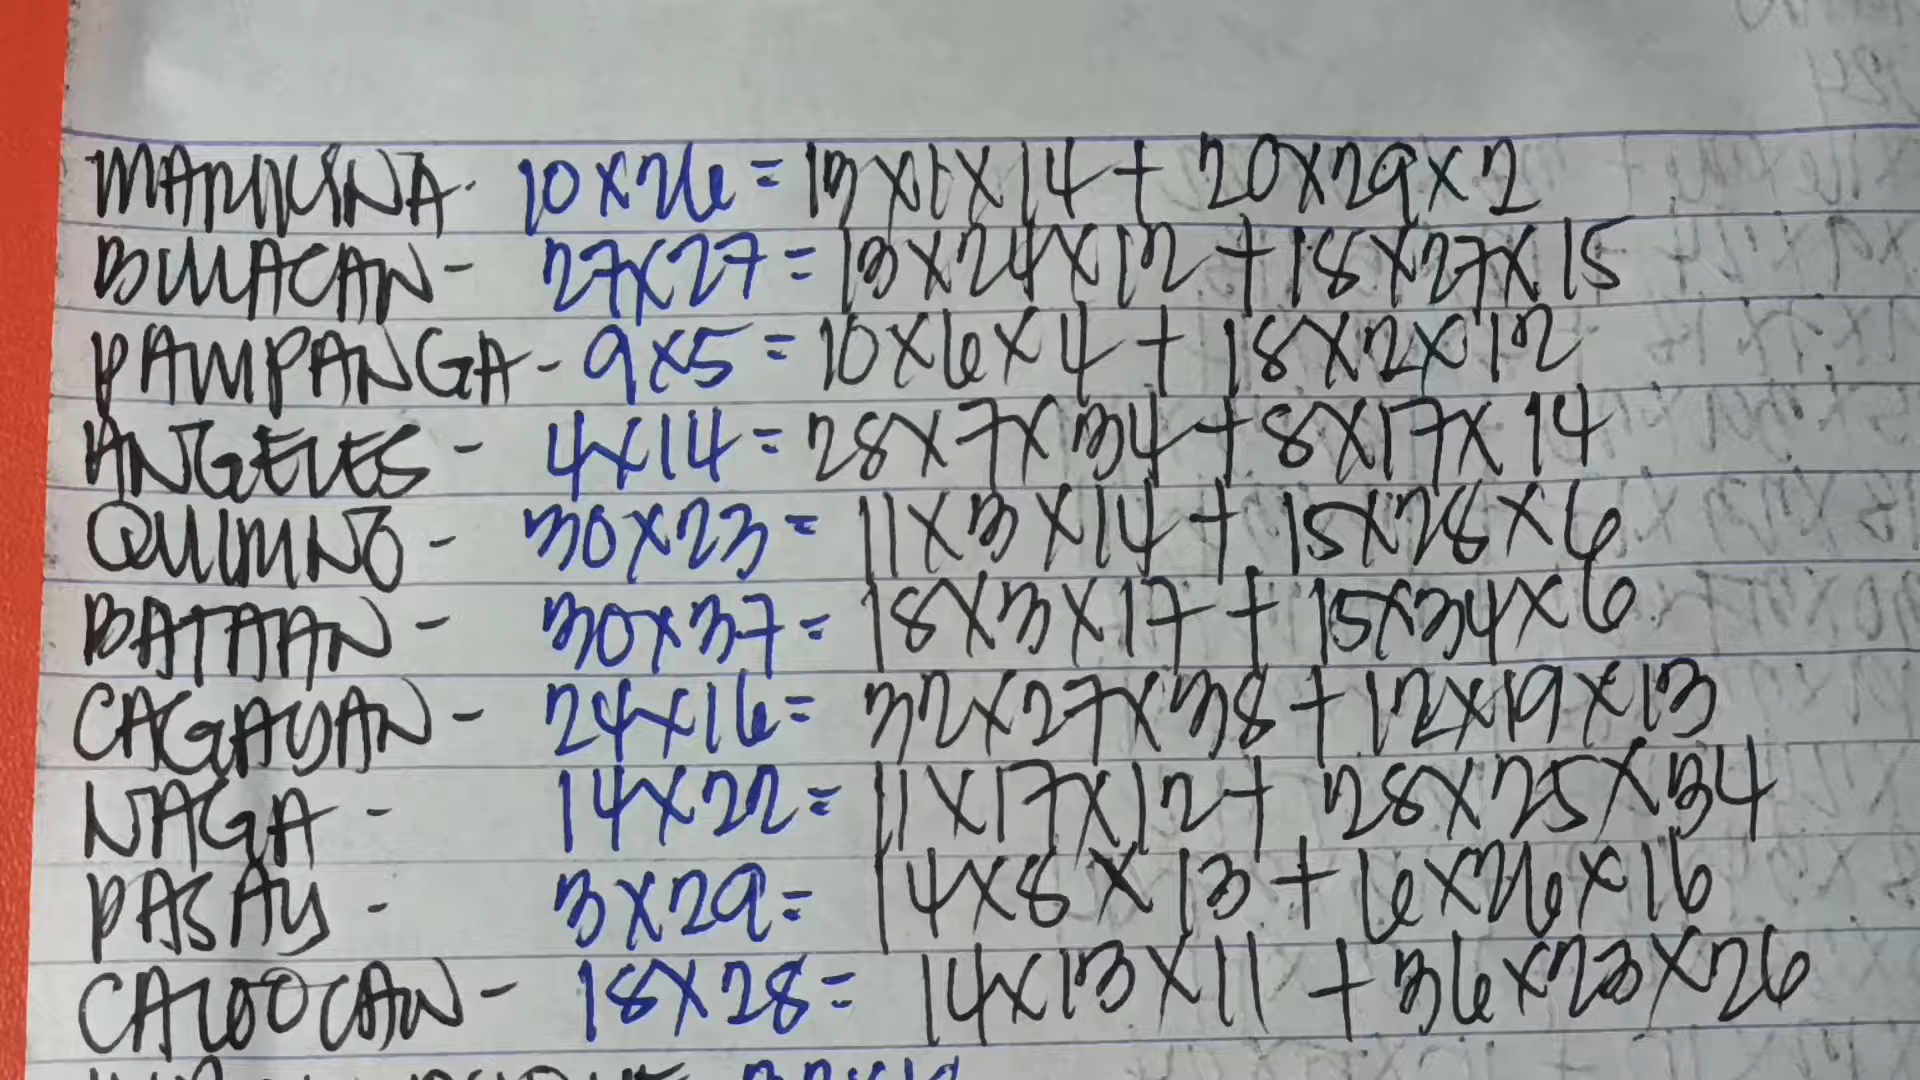 MARIKINA - 10x26 = 13x1x14 + 20x29x2
BULACAN - 27x27 = 13x24x12 + 18x27x15
PAMPANGA - 9x5 = 10x6x4 + 18x2x12
ANGELES - 4x14 = 28x7x34 + 8x17x14
QUIRINO - 30x23 = 11x3x14 + 15x28x6
BATAAN - 30x37 = 18x3x17 + 15x34x6
CAGAYAN - 24x16 = 32x27x38 + 12x19x13
NAGA - 14x22 = 11x17x12 + 28x25x34
PASAY - 3x29 = 14x8x13 + 6x26x16
CALOOCAN - 18x28 = 14x13x11 + 36x23x26